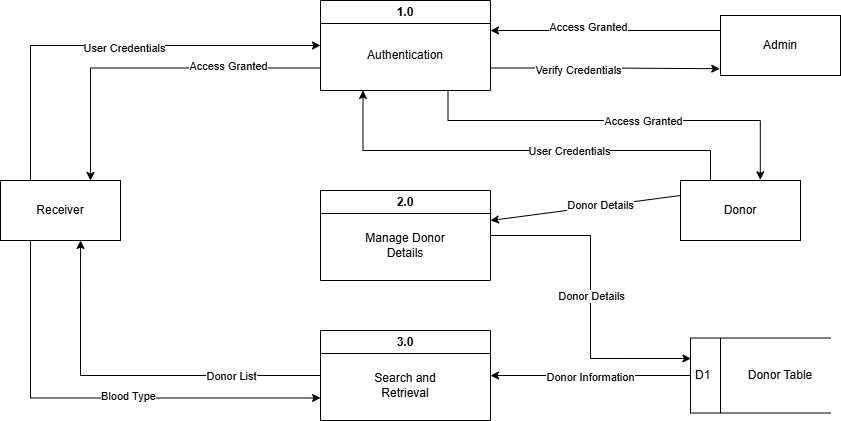 1.0
Authentication
Admin
Access Granted
User Credentials
Access Granted
Verify Credentials
Access Granted
User Credentials
Receiver
2.0
Manage Donor
Details
Donor Details
Donor
Donor Details
3.0
Search and
Retrieval
Donor List
Blood Type
Donor Information
D1
Donor Table